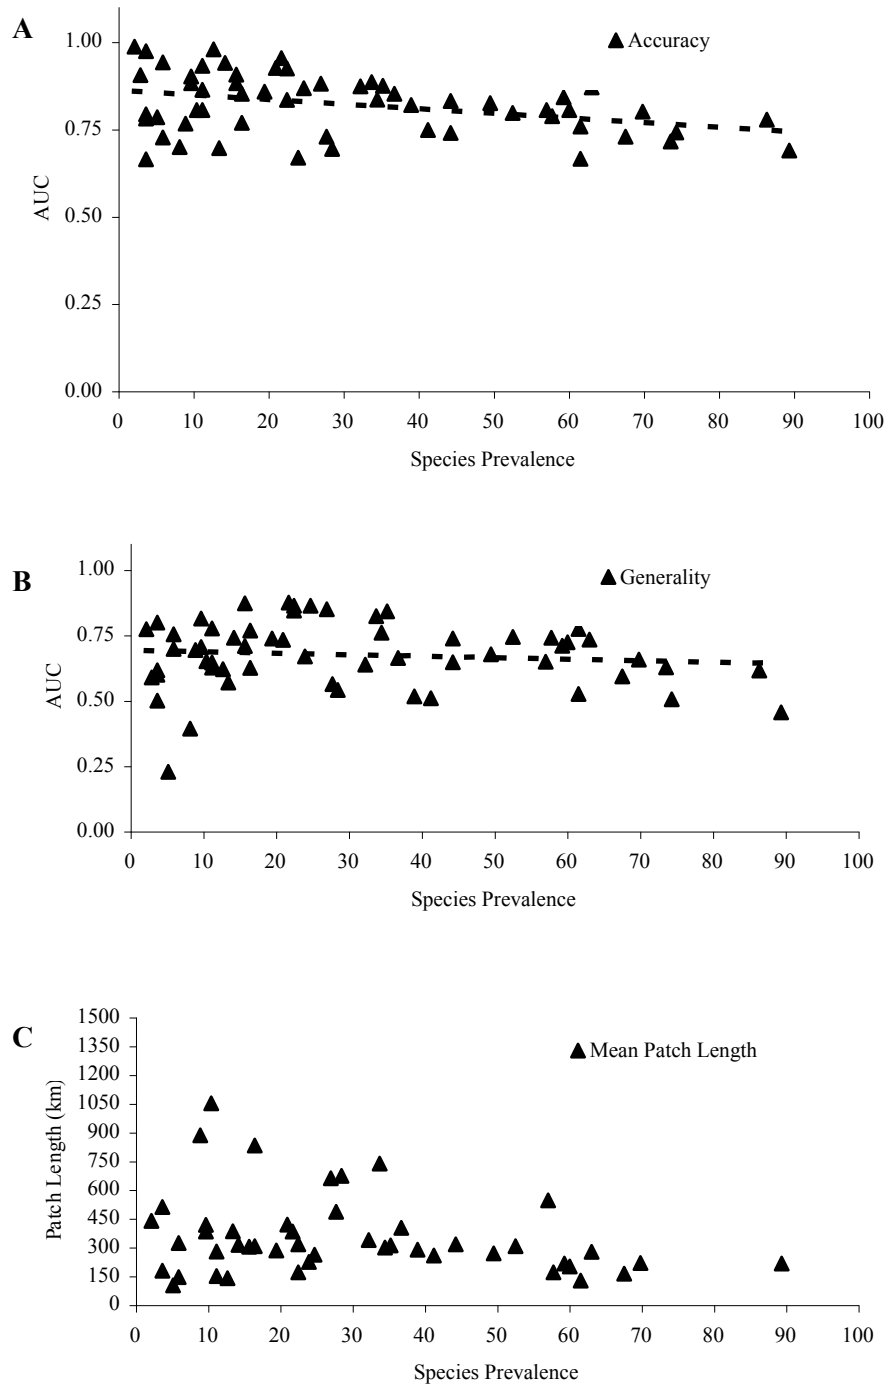 A
Accuracy
1.00
0.75
0.50
0.25
0.00
AUC
0 10 20 30 40 50 60 70 80 90 100
Species Prevalence
B
Generality
1.00
0.75
0.50
0.25
0.00
AUC
0 10 20 30 40 50 60 70 80 90 100
Species Prevalence
C
Mean Patch Length
1500
1350
1200
1050
900
750
600
450
300
150
0
Patch Length (km)
0 10 20 30 40 50 60 70 80 90 100
Species Prevalence